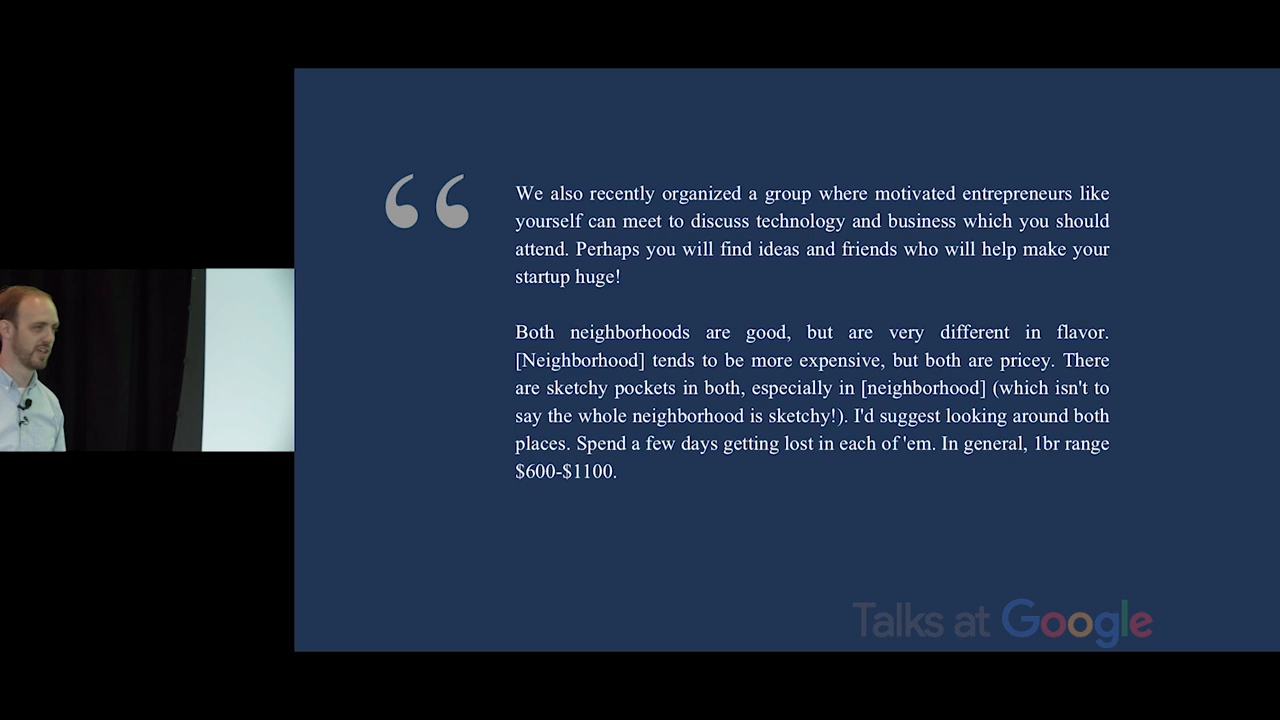 We also recently organized a group where motivated entrepreneurs like
yourself can meet to discuss technology and business which you should
attend. Perhaps you will find ideas and friends who will help make your
startup huge!
Both neighborhoods are good, but are very different in flavor.
[Neighborhood] tends to be more expensive, but both are pricey. There
are sketchy pockets in both, especially in [neighborhood] (which isn't to
say the whole neighborhood is sketchy!). I'd suggest looking around both
places. Spend a few days getting lost in each of 'em. In general, 1br range
$600-$1100.
Talks at Google